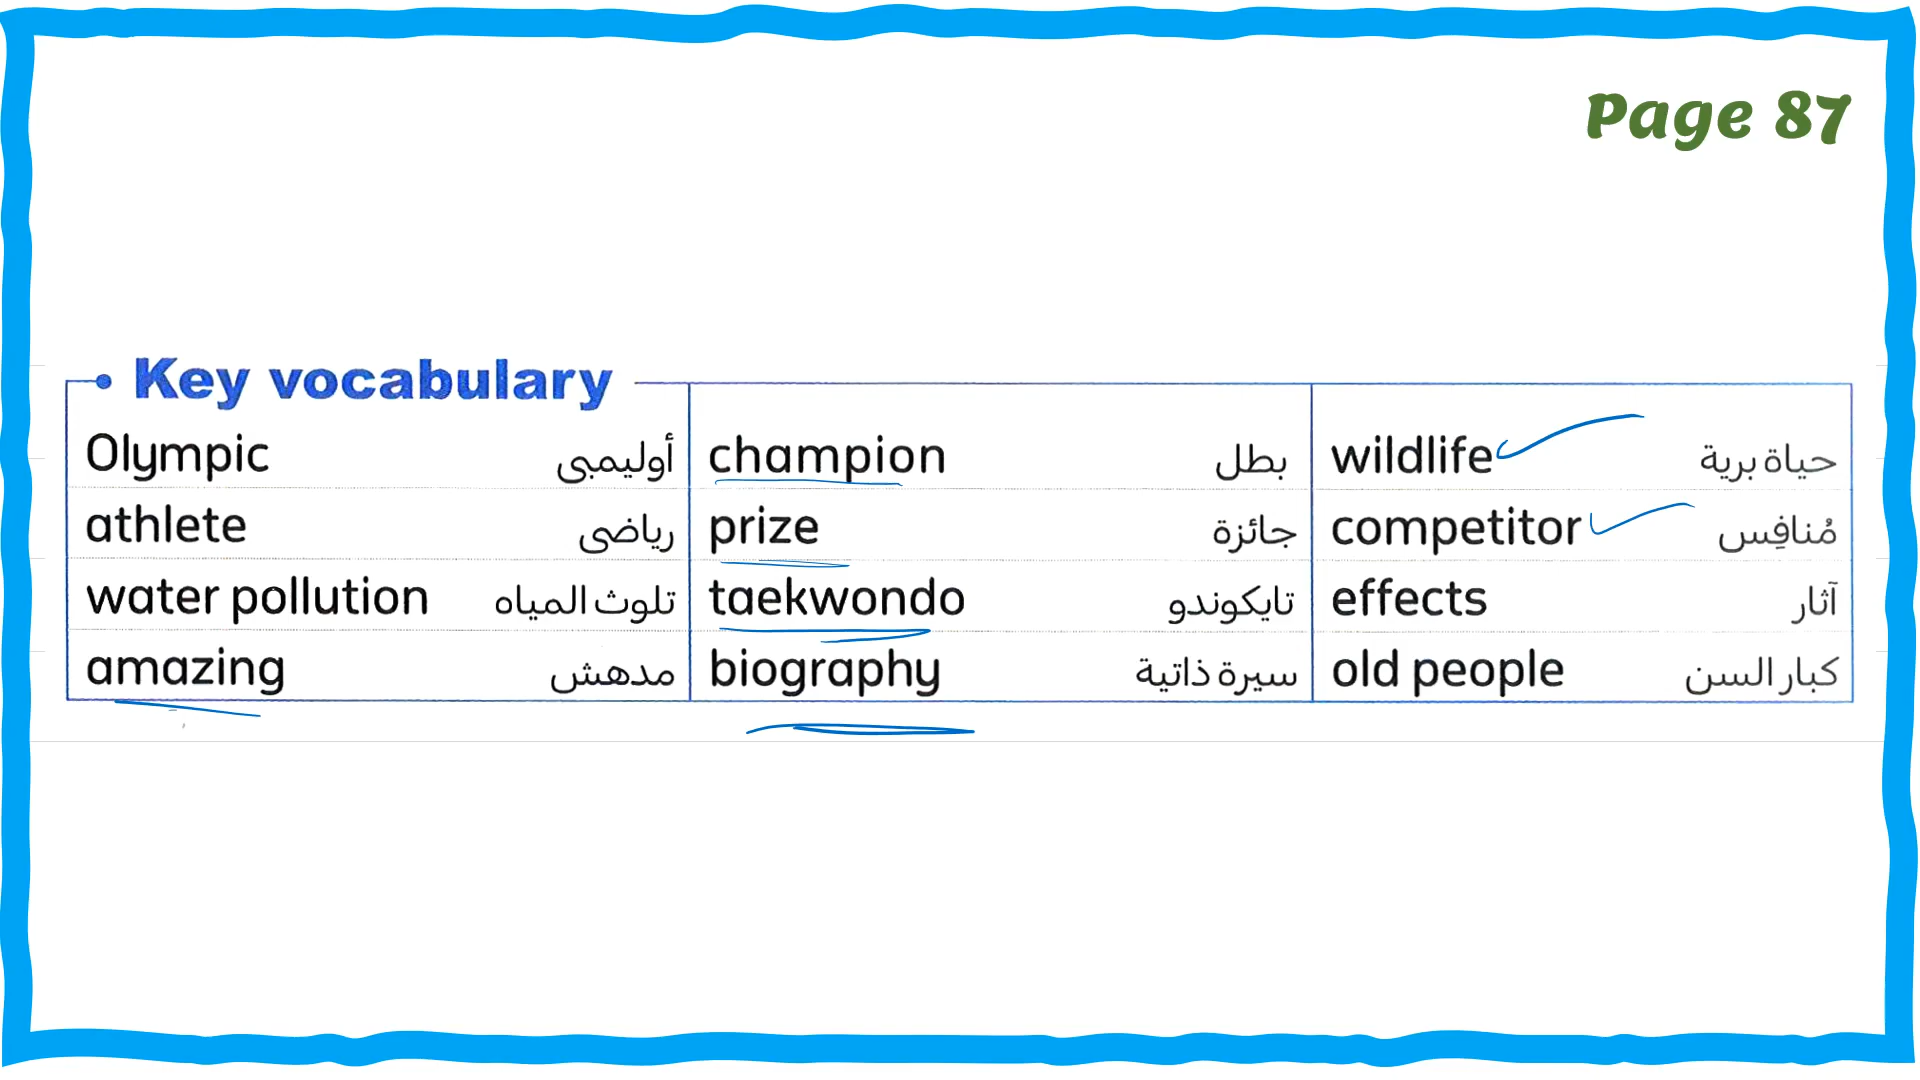 Page 87
Key vocabulary
Olympic أوليمبى champion بطل wildlife حياة برية
athlete رياضى prize جائزة competitor مُنافِس
water pollution تلوث المياه taekwondo تايكوندو effects آثار
amazing مدهش biography سيرة ذاتية old people كبار السن